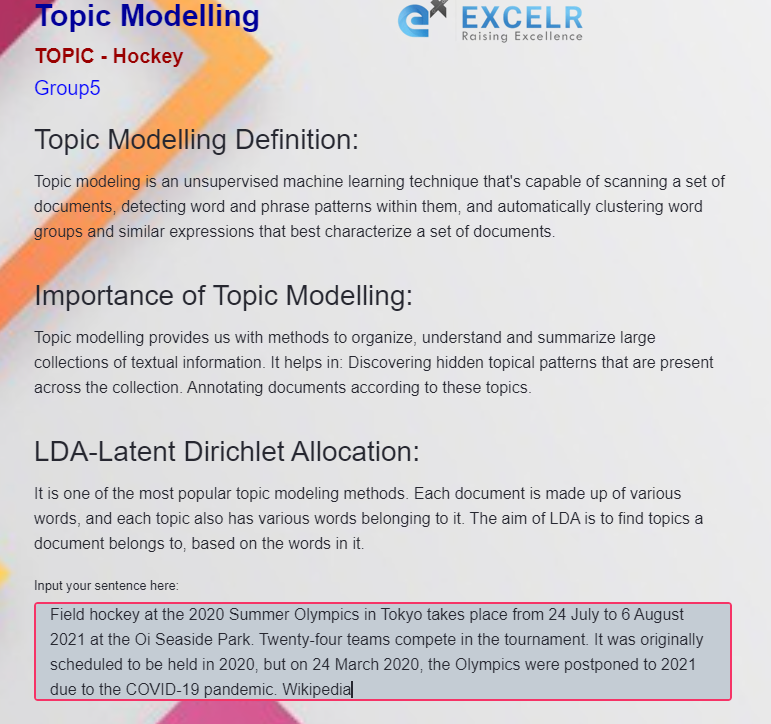 Topic Modelling
EXCELR
Raising Excellence
TOPIC - Hockey
Group5
Topic Modelling Definition:
Topic modeling is an unsupervised machine learning technique that's capable of scanning a set of
documents, detecting word and phrase patterns within them, and automatically clustering word
groups and similar expressions that best characterize a set of documents.
Importance of Topic Modelling:
Topic modelling provides us with methods to organize, understand and summarize large
collections of textual information. It helps in: Discovering hidden topical patterns that are present
across the collection. Annotating documents according to these topics.
LDA-Latent Dirichlet Allocation:
It is one of the most popular topic modeling methods. Each document is made up of various
words, and each topic also has various words belonging to it. The aim of LDA is to find topics a
document belongs to, based on the words in it.
Input your sentence here:
Field hockey at the 2020 Summer Olympics in Tokyo takes place from 24 July to 6 August
2021 at the Oi Seaside Park. Twenty-four teams compete in the tournament. It was originally
scheduled to be held in 2020, but on 24 March 2020, the Olympics were postponed to 2021
due to the COVID-19 pandemic. Wikipedia